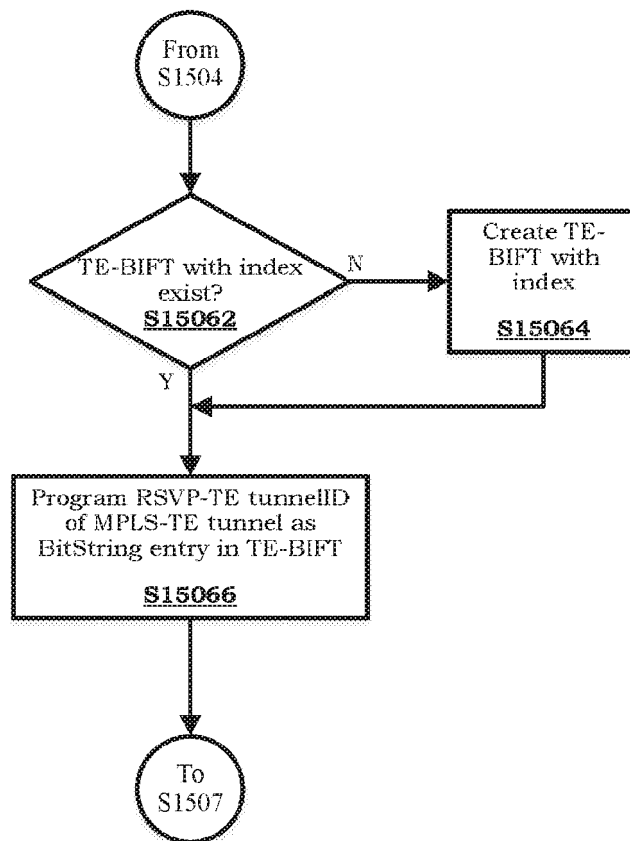 From
S1504
TE-BIFT with index
exist?
S15062
N
Y
Create TE-
BIFT with
index
S15064
Program RSVP-TE tunnelID
of MPLS-TE tunnel as
BitString entry in TE-BIFT
S15066
To
S1507